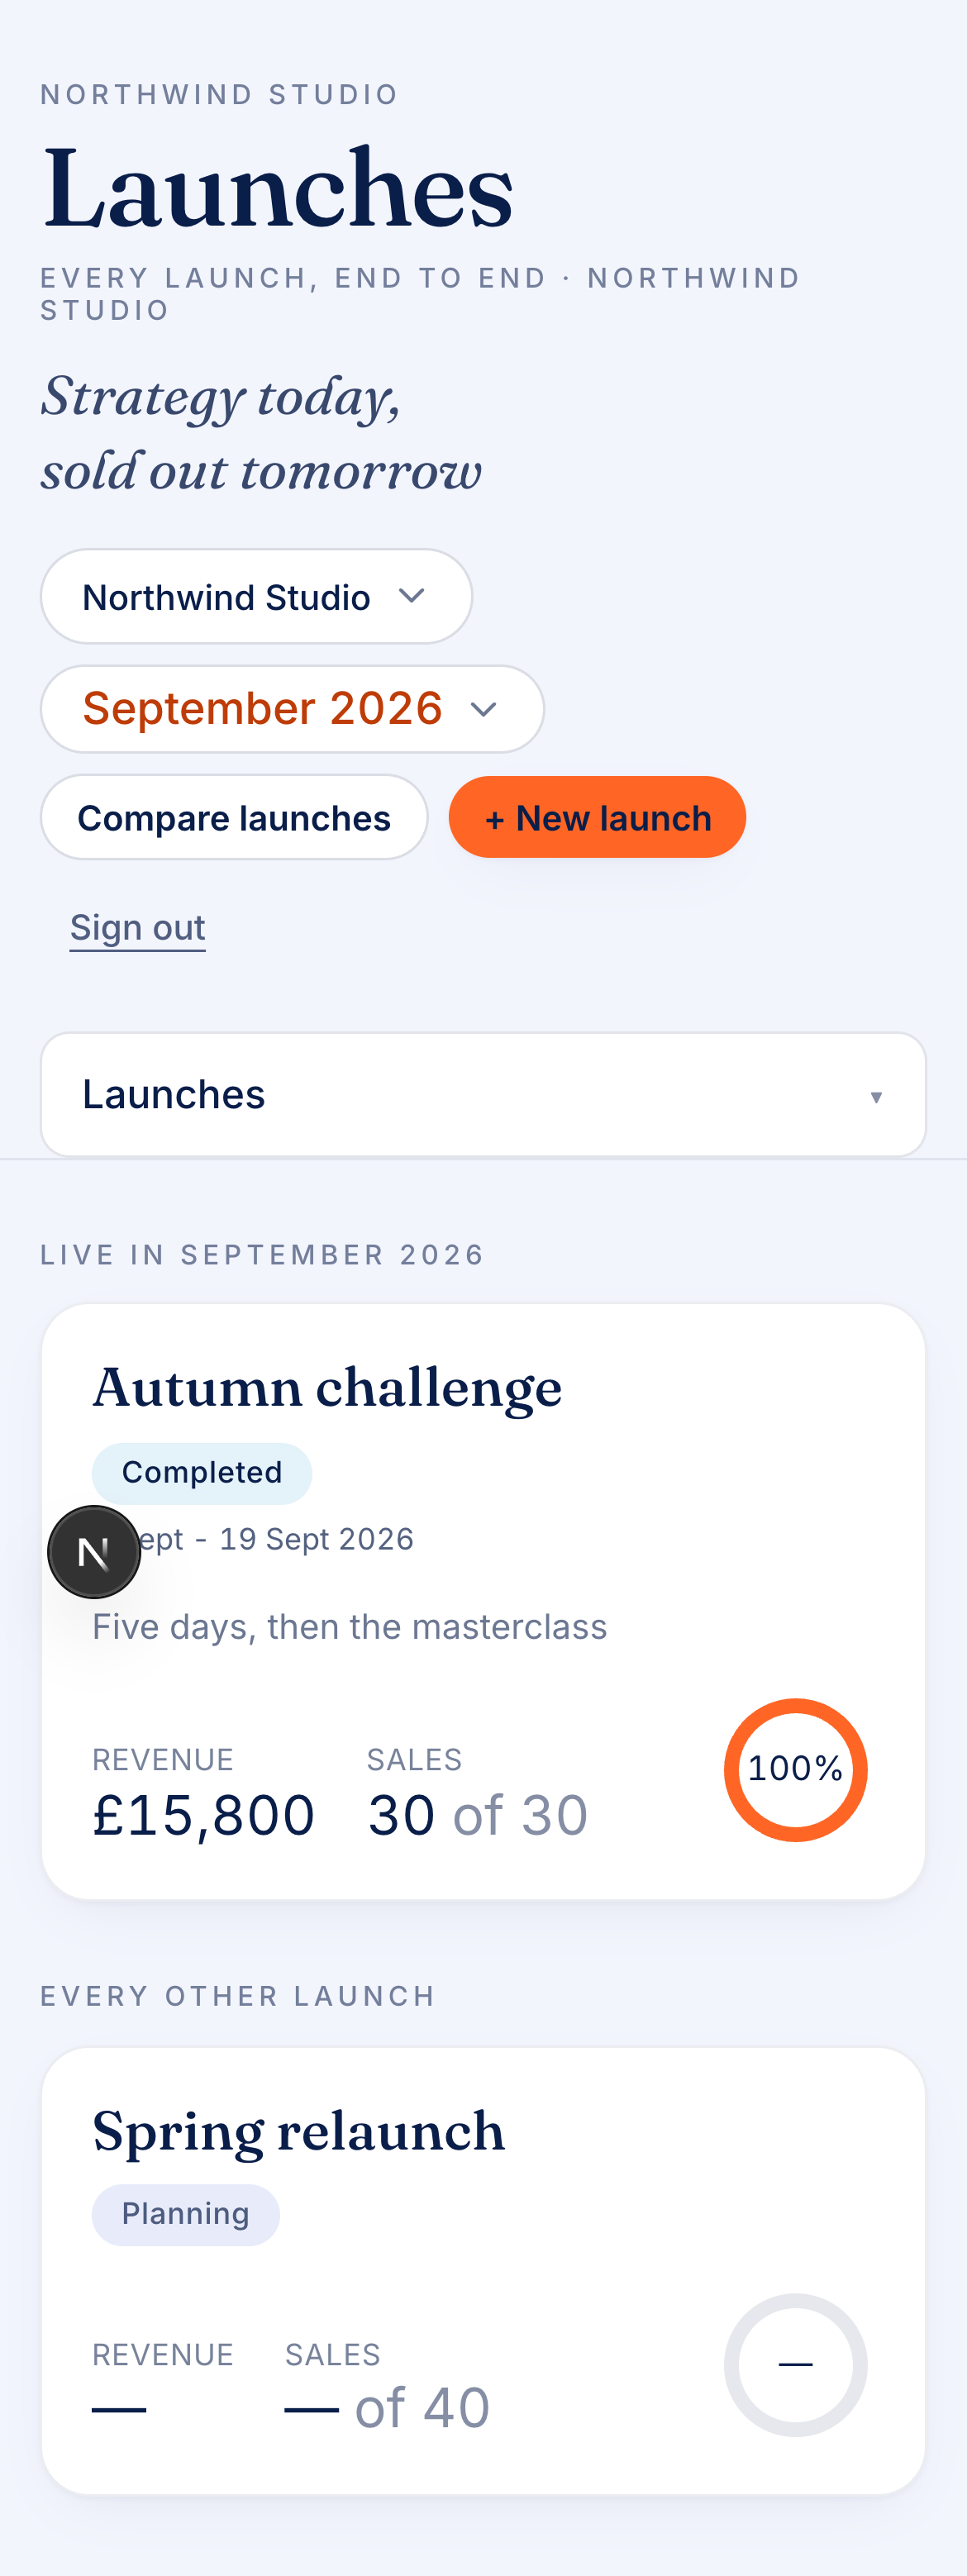 NORTHWIND STUDIO
Launches
EVERY LAUNCH, END TO END · NORTHWIND
STUDIO
Strategy today,
sold out tomorrow
Northwind Studio
September 2026
Compare launches
+ New launch
Sign out
Launches
LIVE IN SEPTEMBER 2026
Autumn challenge
Completed
N
- 19 Sept 2026
Five days, then the masterclass
REVENUE
SALES
£15,800
30 of 30
100%
EVERY OTHER LAUNCH
Spring relaunch
Planning
REVENUE
SALES
—
— of 40
—